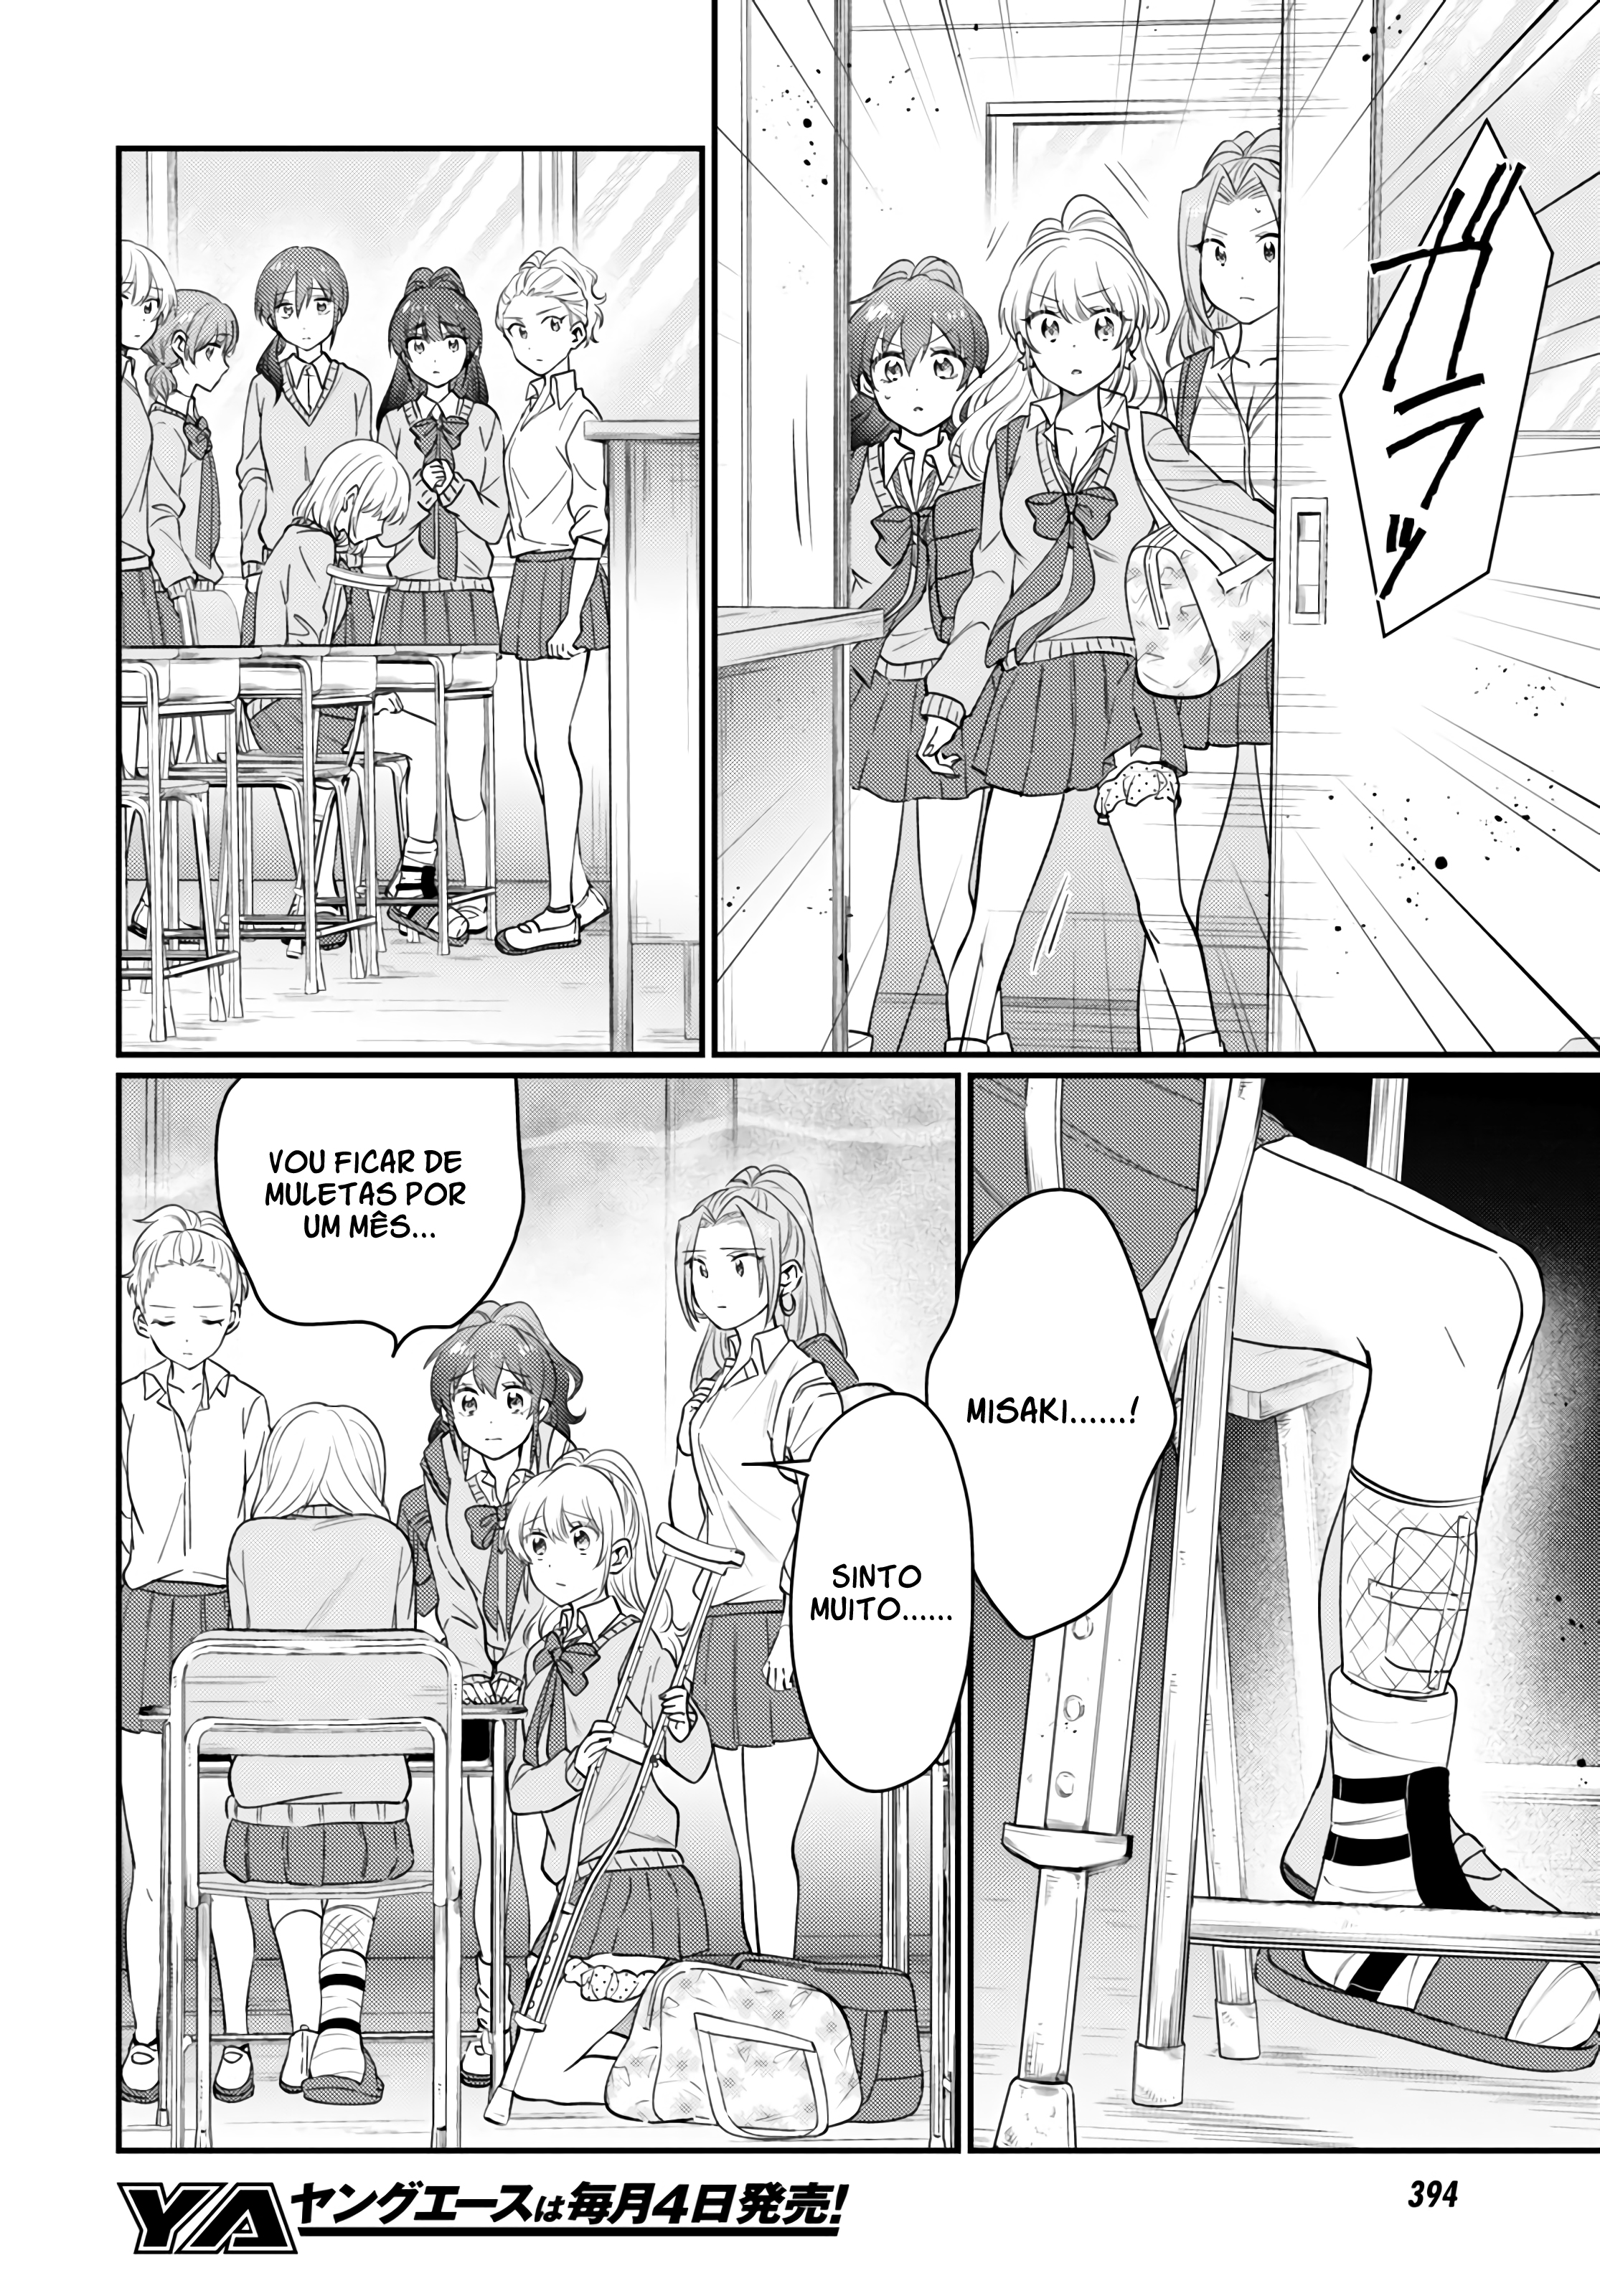 ガラッ
MISAKI......!
SINTO
MUITO......
VOU FICAR DE
MULETAS POR
UM MÊS...
YA ヤングエースは毎月4日発売!
394